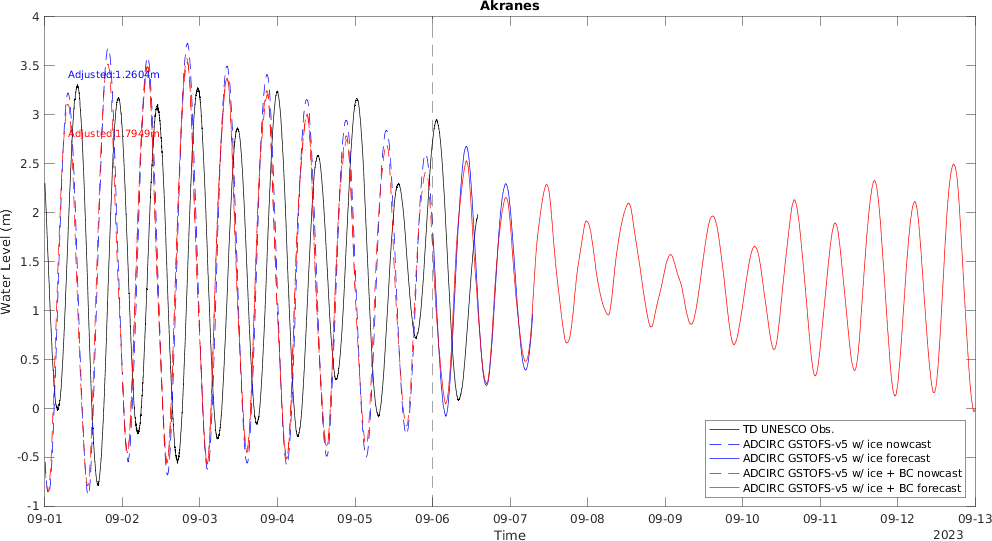 Akranes
4
3.5
3
2.5
2
1.5
1
0.5
0
-0.5
-1
Water Level (m)
Adjusted:1.2604m
Adjusted:1.7949m
TD UNESCO Obs.
ADCIRC GSTOFS-v5 w/ ice nowcast
ADCIRC GSTOFS-v5 w/ ice forecast
ADCIRC GSTOFS-v5 w/ ice + BC nowcast
ADCIRC GSTOFS-v5 w/ ice + BC forecast
09-01 09-02 09-03 09-04 09-05 09-06 09-07 09-08 09-09 09-10 09-11 09-12 09-13
Time
2023